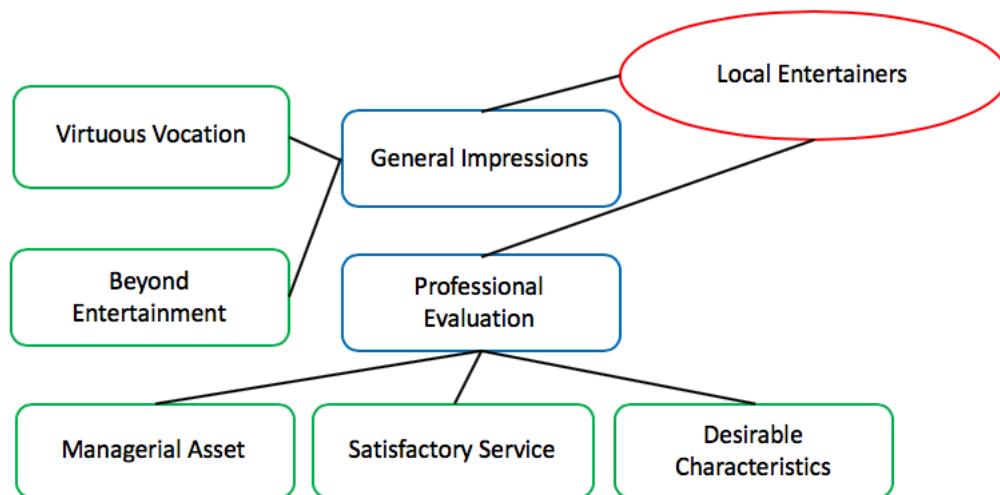 Local Entertainers
Virtuous Vocation
General Impressions
Beyond
Entertainment
Professional
Evaluation
Managerial Asset
Satisfactory Service
Desirable
Characteristics